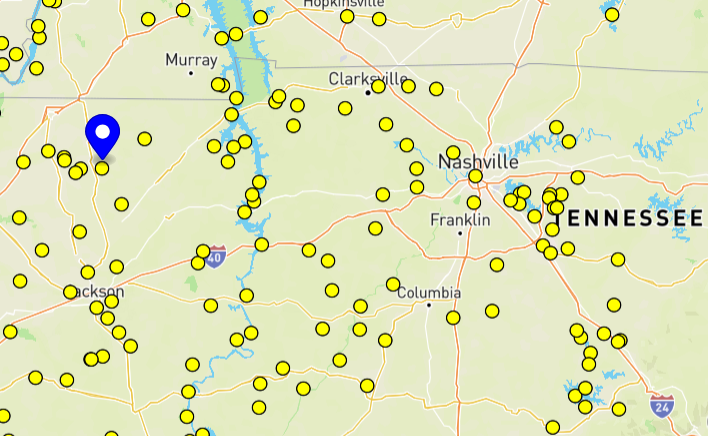 Hopkinsville
Murray
Clarksville
Nashville
Franklin
TENNESSEE
40
Jackson
Columbia
24